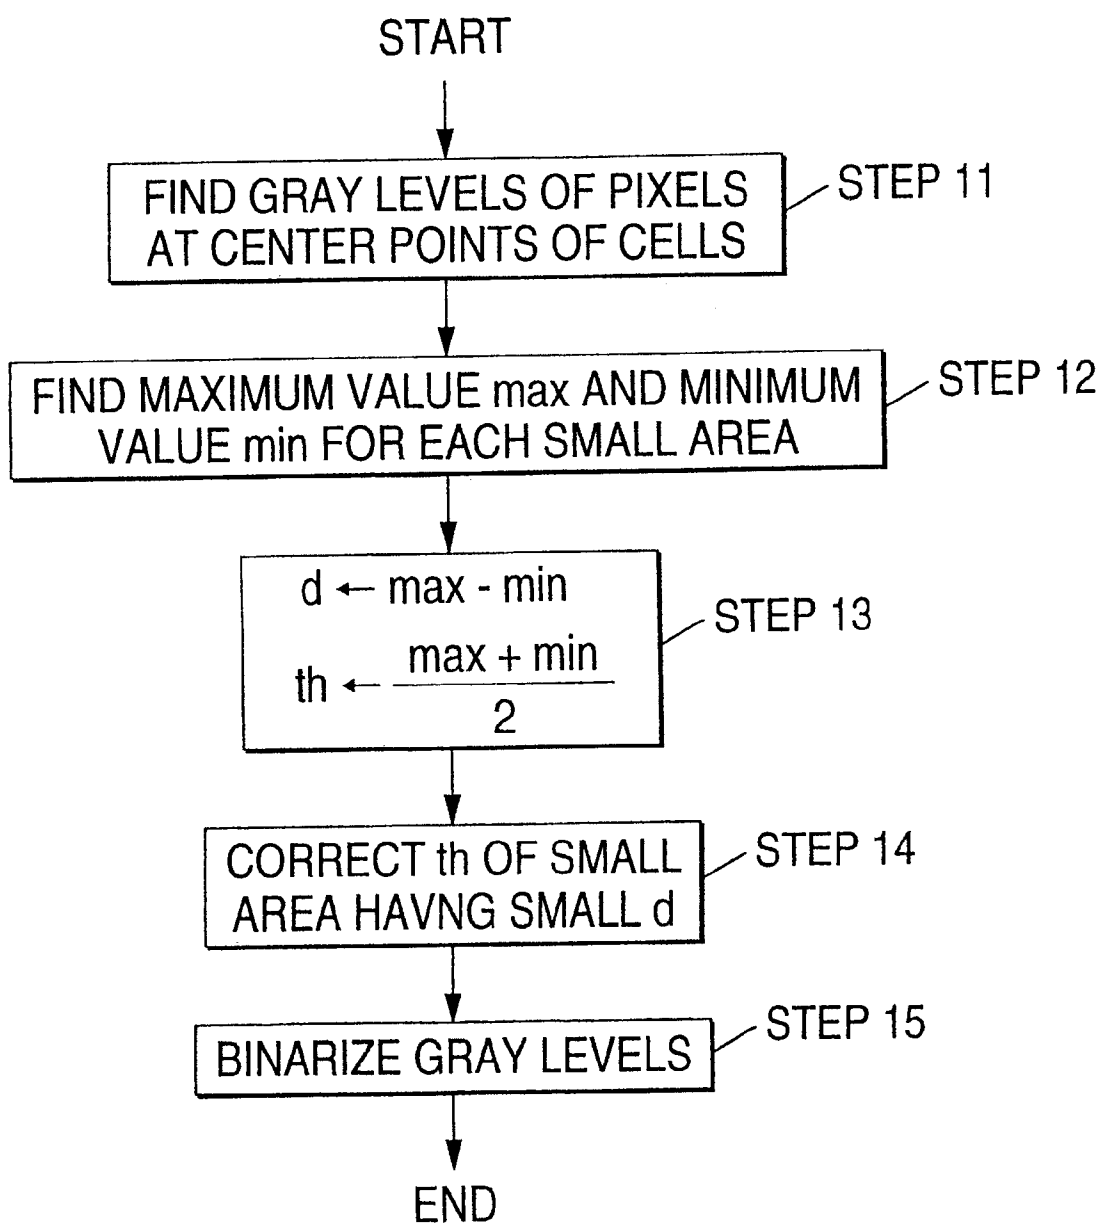 START
FIND GRAY LEVELS OF PIXELS
AT CENTER POINTS OF CELLS
STEP 11
FIND MAXIMUM VALUE max AND MINIMUM
VALUE min FOR EACH SMALL AREA
STEP 12
d ← max - min
th ← max + min
2
STEP 13
CORRECT th OF SMALL
AREA HAVNG SMALL d
STEP 14
BINARIZE GRAY LEVELS
STEP 15
END